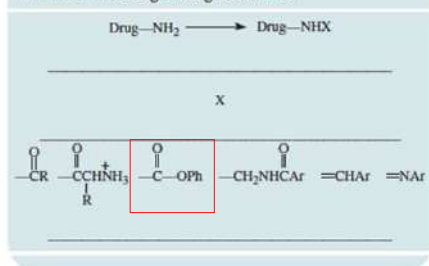 Drug—NH₂ ⟶ Drug—NHX
X
O O O O
—CR —CCHNH₃ —C—OPh —CH₂NHCAr =CHAr =NAr
+
R